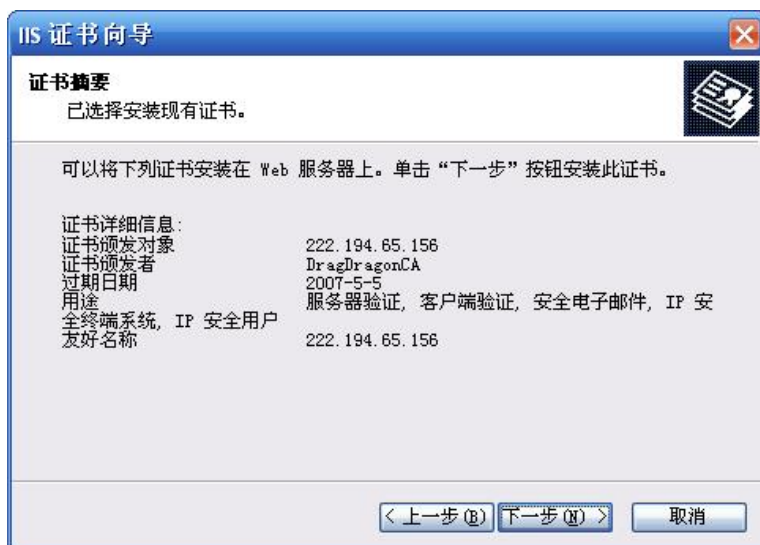 IIS 证书向导
证书摘要
已选择安装现有证书。
可以将下列证书安装在 Web 服务器上。单击“下一步”按钮安装此证书。
证书详细信息:
证书颁发对象 222.194.65.156
证书颁发者 DragDragonCA
过期日期 2007-5-5
用途 服务器验证, 客户端验证, 安全电子邮件, IP 安
全终端系统, IP 安全用户
友好名称 222.194.65.156
< 上一步(B) 下一步(N) > 取消